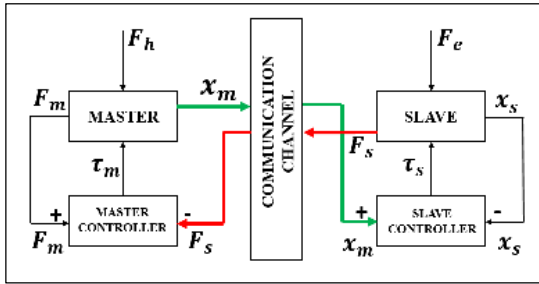 F_h
F_e
F_m
x_m
x_s
MASTER
COMMUNICATION
CHANNEL
SLAVE
F_s
τ_m
τ_s
+
MASTER
CONTROLLER
-
+
SLAVE
CONTROLLER
-
F_m
F_s
x_m
x_s